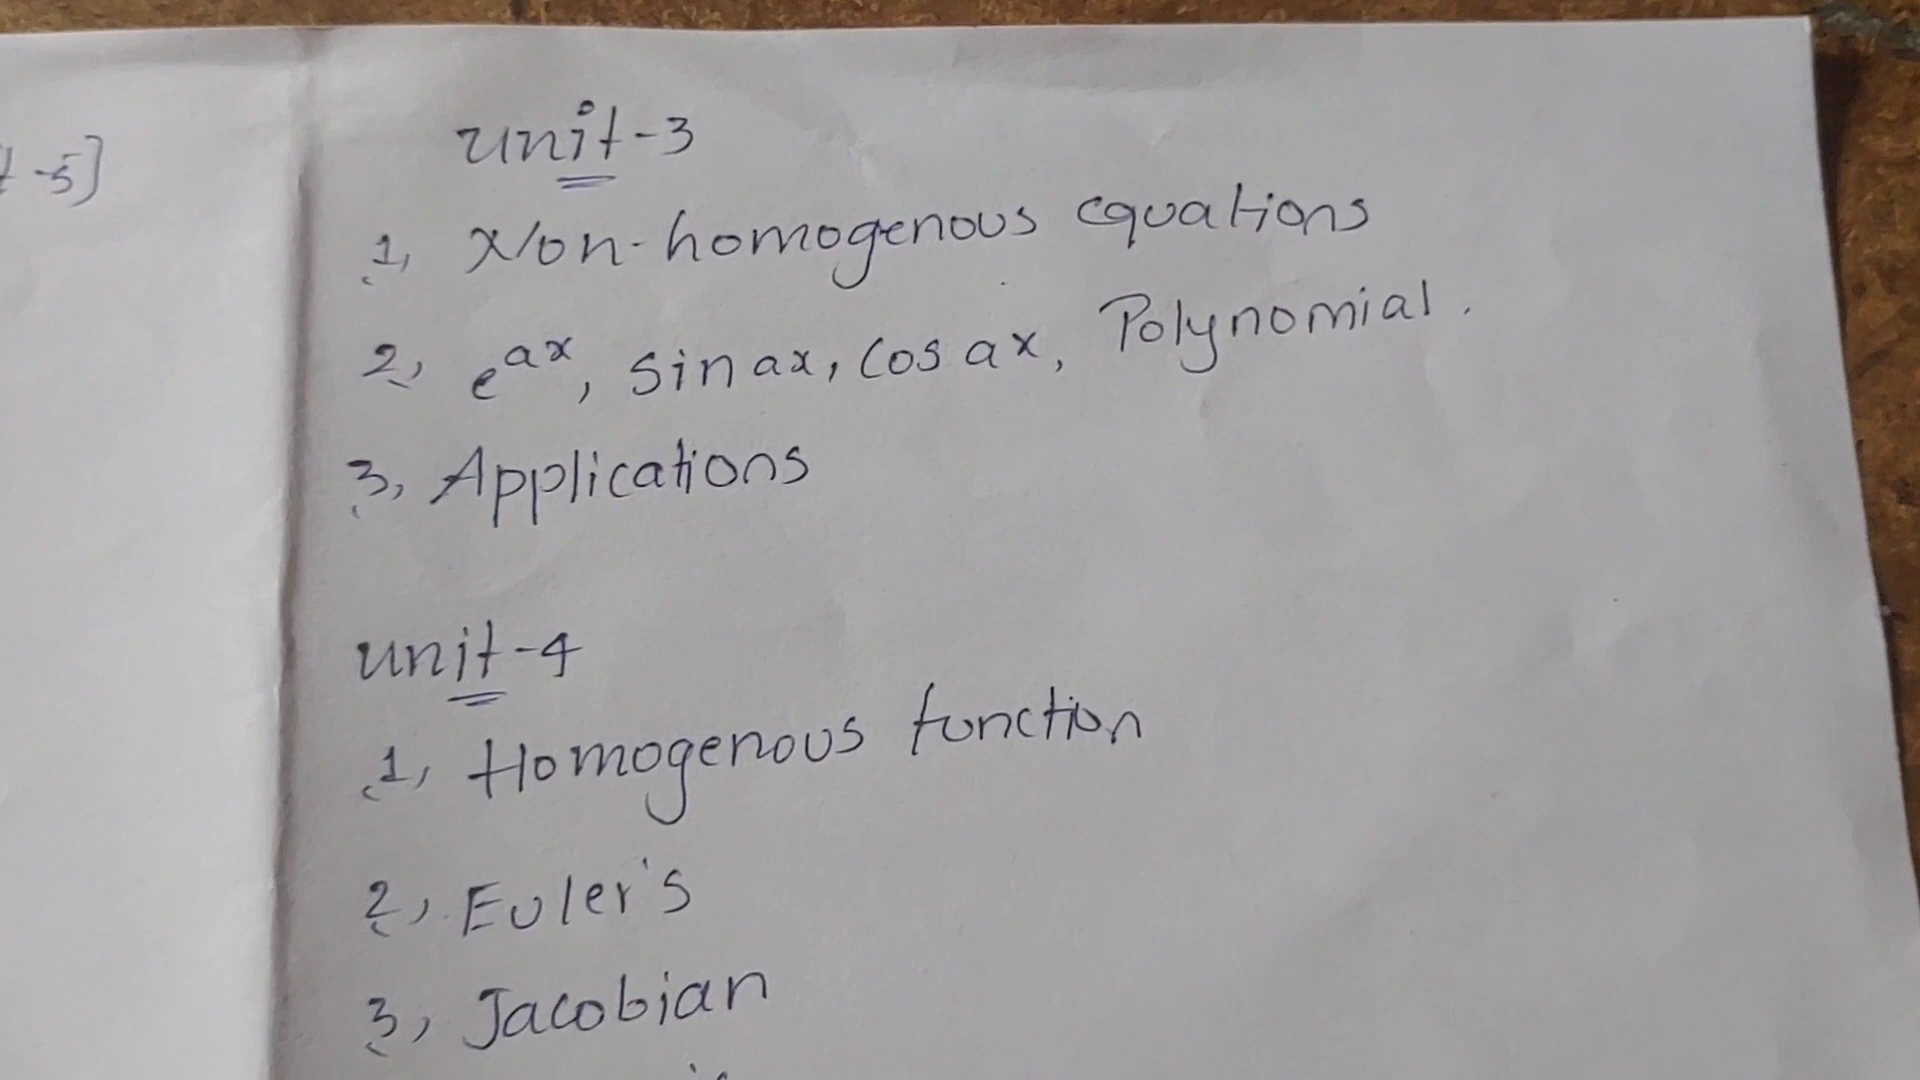 -5]
unit-3
1, Non-homogenous equations
2, e^ax, sin ax, cos ax, Polynomial.
3, Applications
unit-4
1, Homogenous function
2, Euler's
3, Jacobian